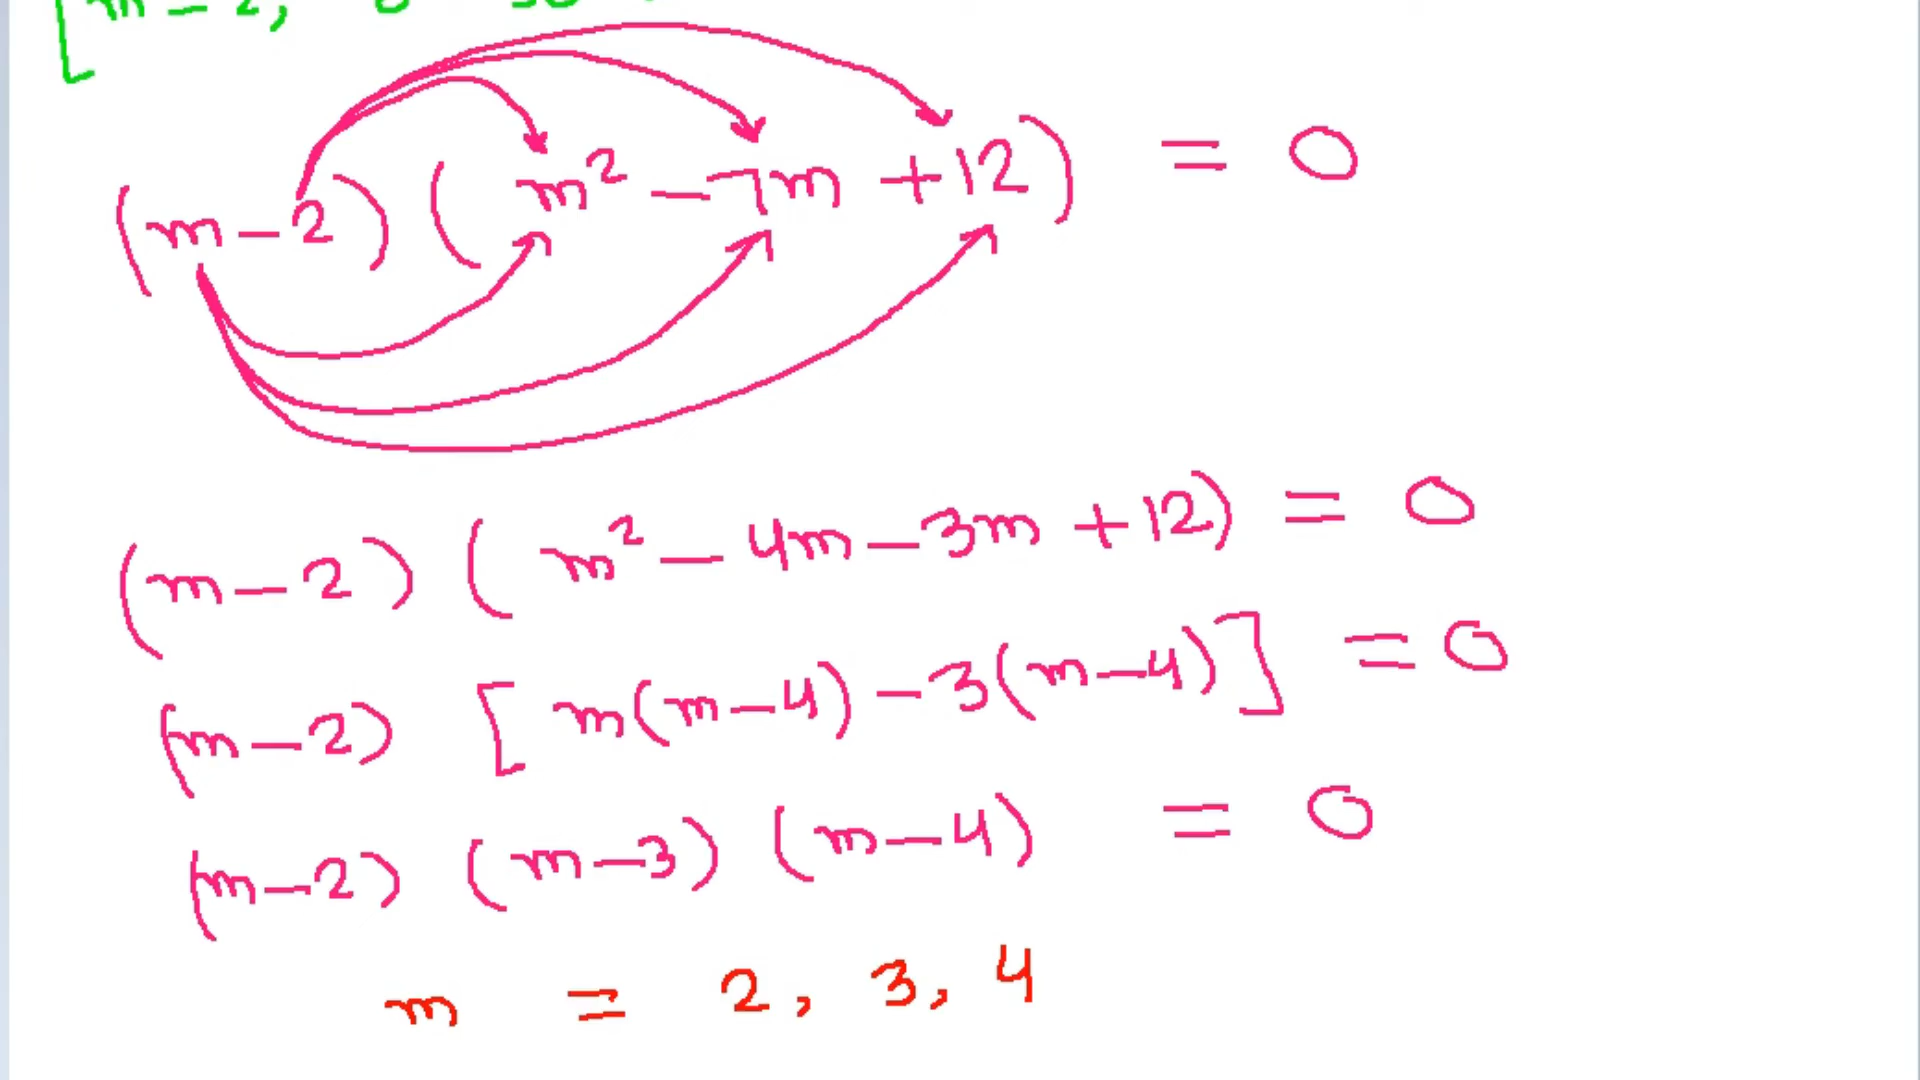 [m = 2,
(m - 2) (m² - 7m + 12) = 0
(m - 2) (m² - 4m - 3m + 12) = 0
(m - 2) [m(m - 4) - 3(m - 4)] = 0
(m - 2) (m - 3) (m - 4) = 0
m = 2, 3, 4